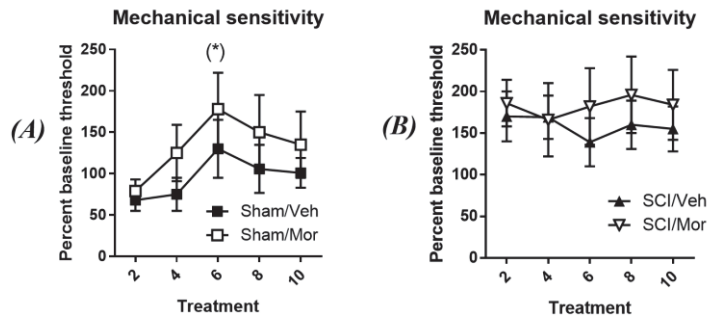 Mechanical sensitivity
(A)
Percent baseline threshold
250
200
150
100
50
0
(*)
Sham/Veh
Sham/Mor
2 4 6 8 10
Treatment
Mechanical sensitivity
(B)
Percent baseline threshold
250
200
150
100
50
0
SCI/Veh
SCI/Mor
2 4 6 8 10
Treatment